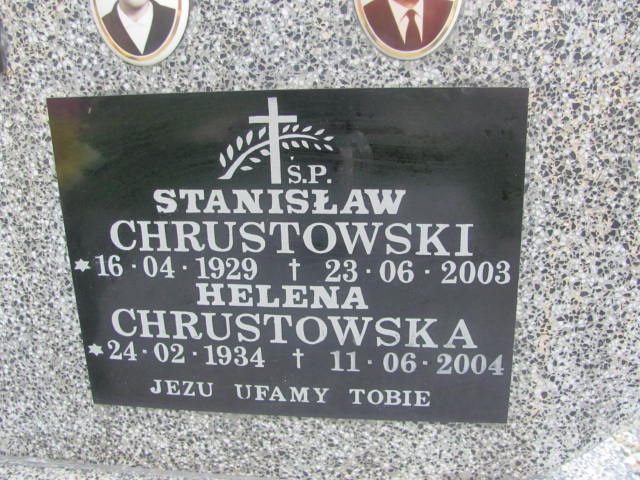 Ś.P.
STANISŁAW
CHRUSTOWSKI
* 16·04·1929 † 23·06·2003
HELENA
CHRUSTOWSKA
* 24·02·1934 † 11·06·2004
JEZU UFAMY TOBIE